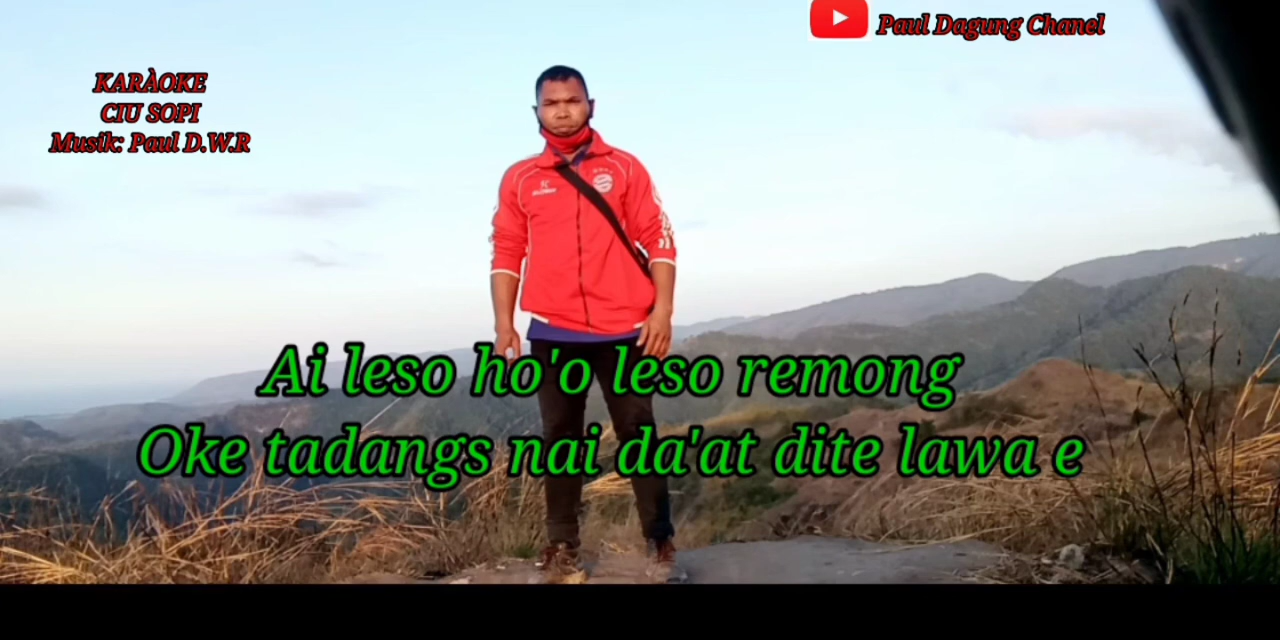 Paul Dagung Chanel
KARÀOKE
CIU SOPI
Musik: Paul D.W.R
Ai leso ho'o leso remong
Oke tadangs nai da'at dite lawa e